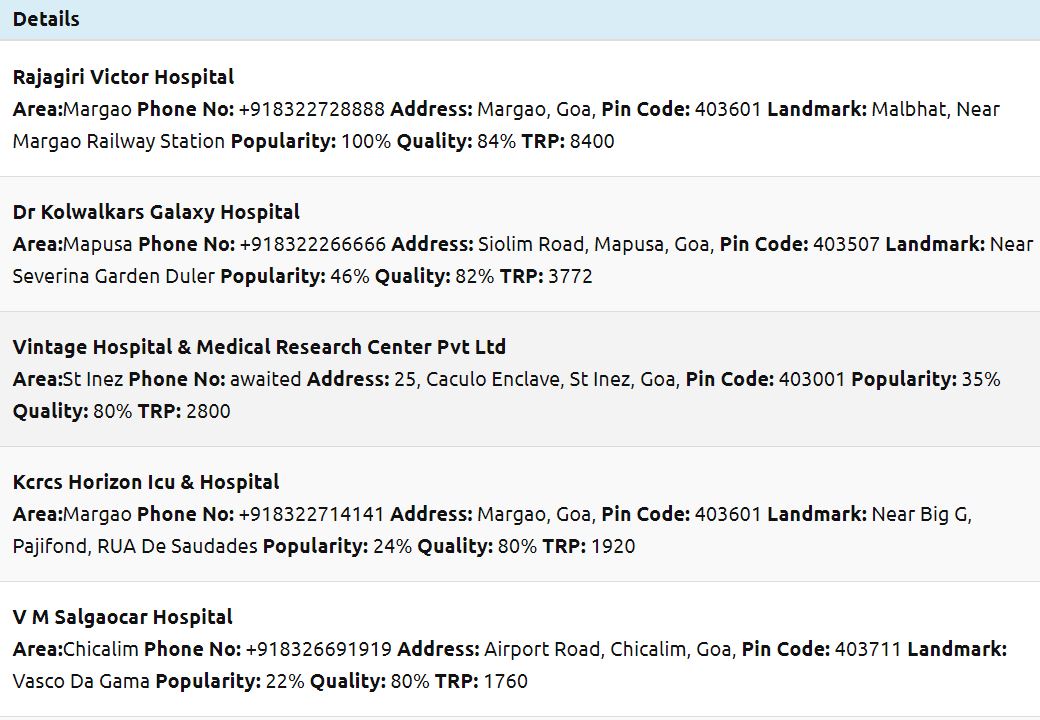 Details
Rajagiri Victor Hospital
Area:Margao Phone No: +918322728888 Address: Margao, Goa, Pin Code: 403601 Landmark: Malbhat, Near
Margao Railway Station Popularity: 100% Quality: 84% TRP: 8400
Dr Kolwalkars Galaxy Hospital
Area:Mapusa Phone No: +918322266666 Address: Siolim Road, Mapusa, Goa, Pin Code: 403507 Landmark: Near
Severina Garden Duler Popularity: 46% Quality: 82% TRP: 3772
Vintage Hospital & Medical Research Center Pvt Ltd
Area:St Inez Phone No: awaited Address: 25, Caculo Enclave, St Inez, Goa, Pin Code: 403001 Popularity: 35%
Quality: 80% TRP: 2800
Kcrcs Horizon Icu & Hospital
Area:Margao Phone No: +918322714141 Address: Margao, Goa, Pin Code: 403601 Landmark: Near Big G,
Pajifond, RUA De Saudades Popularity: 24% Quality: 80% TRP: 1920
V M Salgaocar Hospital
Area:Chicalim Phone No: +918326691919 Address: Airport Road, Chicalim, Goa, Pin Code: 403711 Landmark:
Vasco Da Gama Popularity: 22% Quality: 80% TRP: 1760